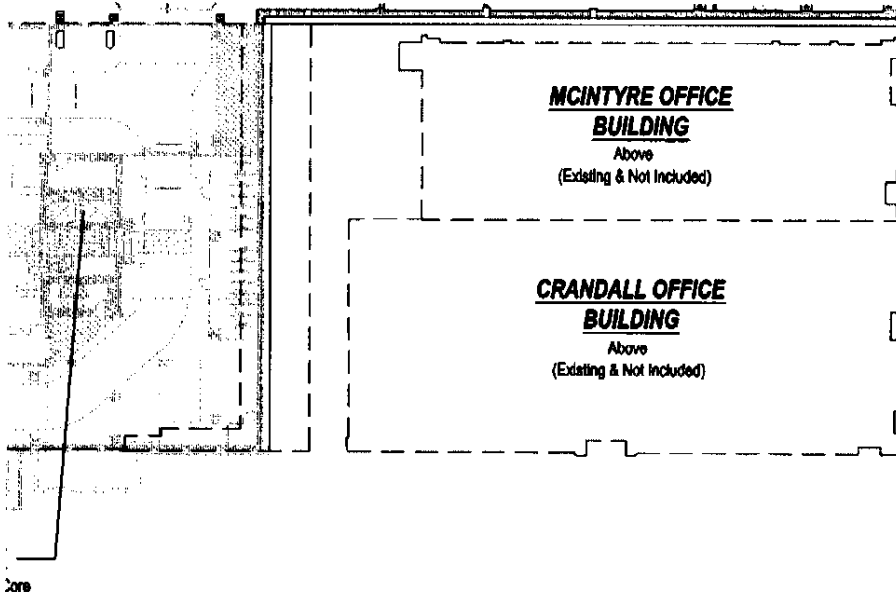 MCINTYRE OFFICE
BUILDING
Above
(Existing & Not Included)
CRANDALL OFFICE
BUILDING
Above
(Existing & Not Included)
Core